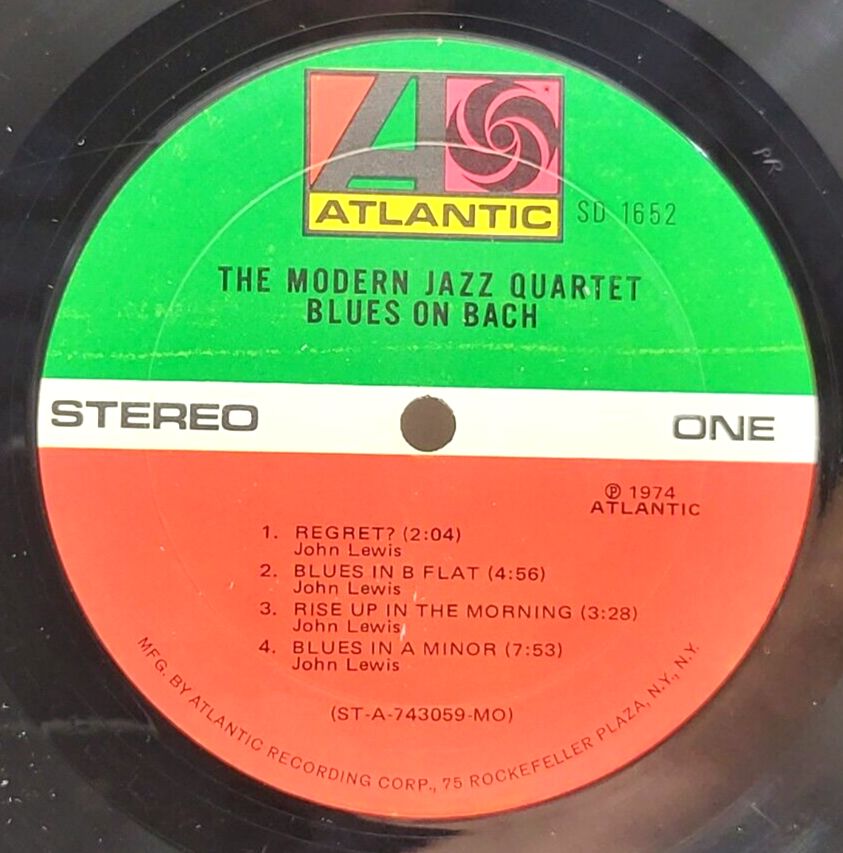 ATLANTIC
SD 1652
PR
THE MODERN JAZZ QUARTET
BLUES ON BACH
STEREO
ONE
℗ 1974
ATLANTIC
1. REGRET? (2:04)
John Lewis
2. BLUES IN B FLAT (4:56)
John Lewis
3. RISE UP IN THE MORNING (3:28)
John Lewis
4. BLUES IN A MINOR (7:53)
John Lewis
(ST-A-743059-MO)
MFG. BY ATLANTIC RECORDING CORP., 75 ROCKEFELLER PLAZA, N.Y., N.Y.